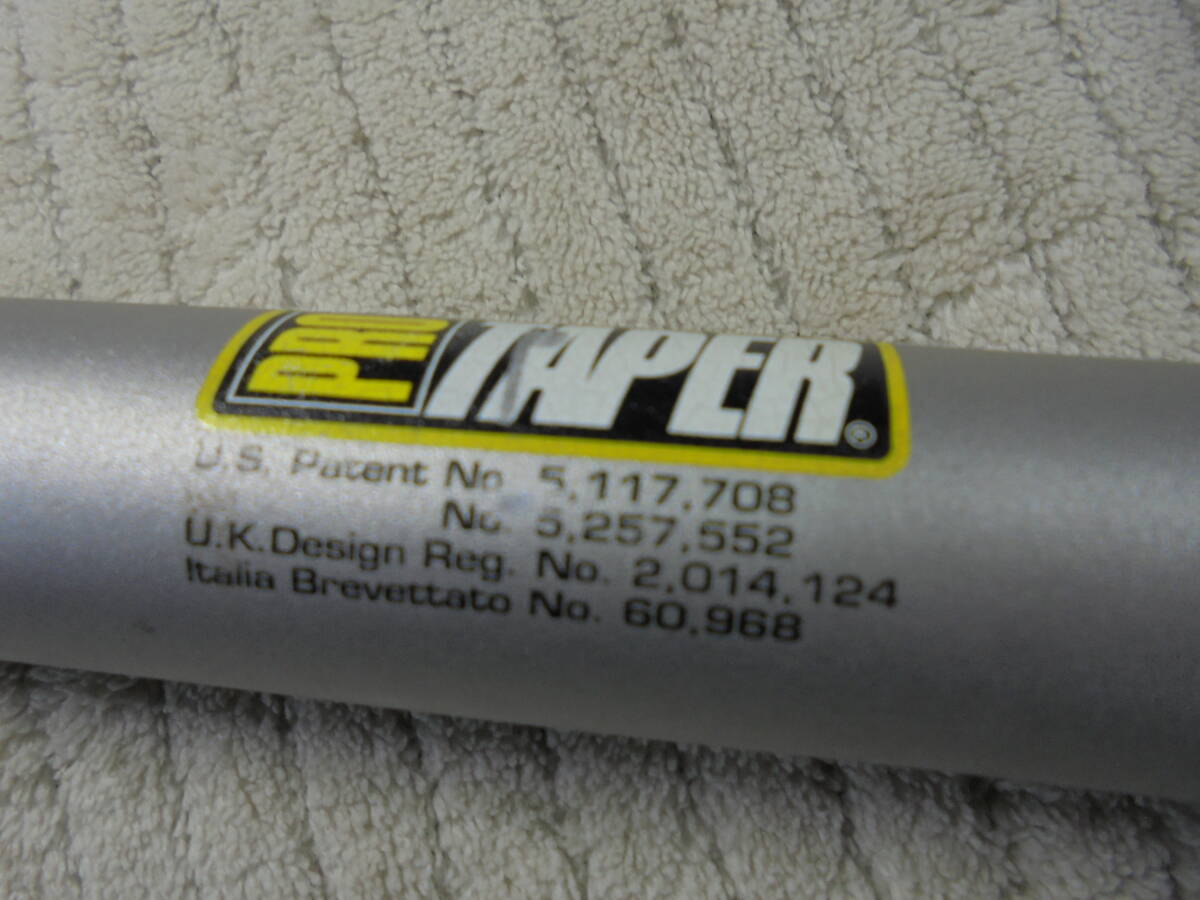 PRO TAPER®
U.S. Patent No. 5,117,708
No. 5,257,552
U.K.Design Reg. No. 2,014,124
Italia Brevettato No. 60,968